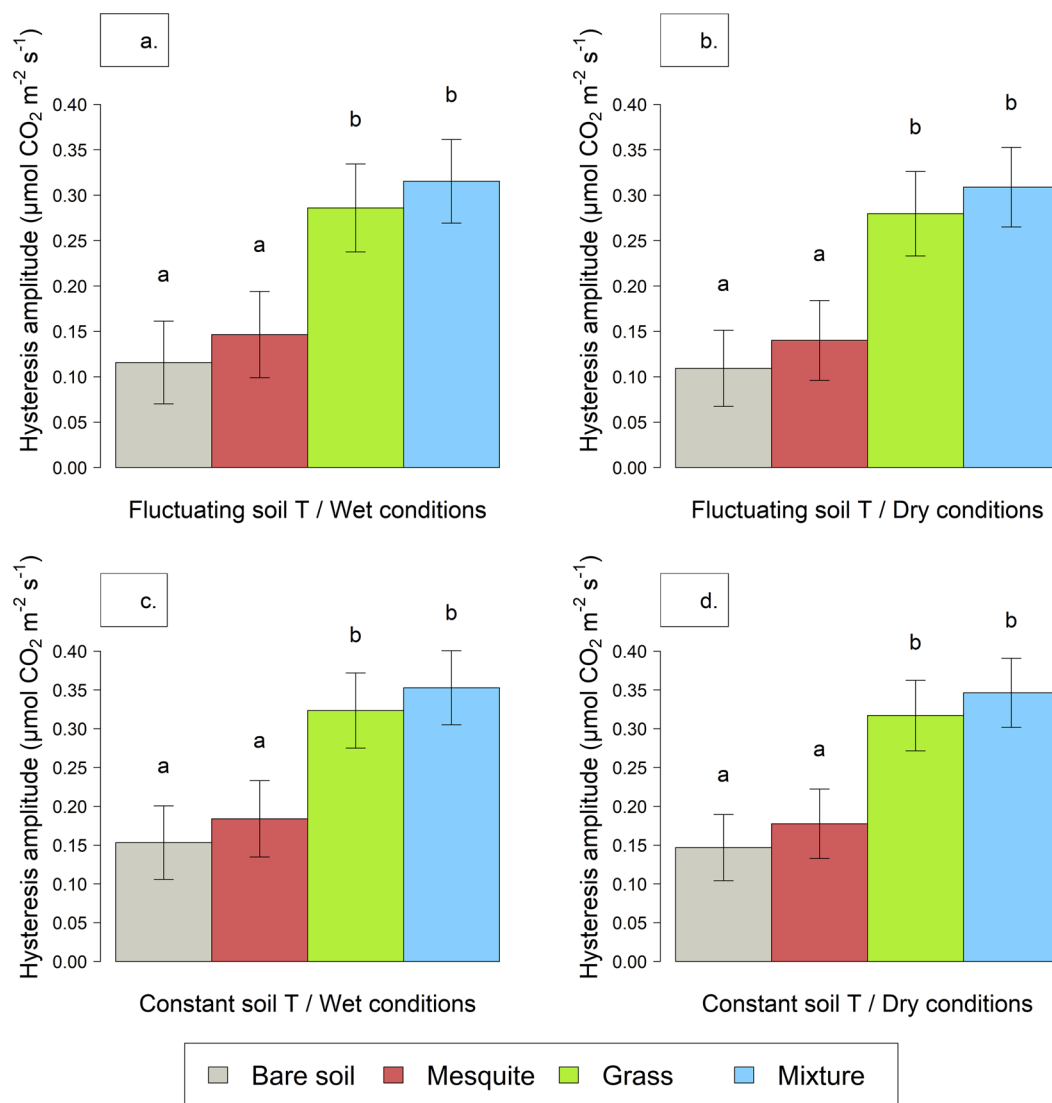 a.
Hysteresis amplitude (µmol CO₂ m⁻² s⁻¹)
0.40
0.35
0.30
0.25
0.20
0.15
0.10
0.05
0.00
a
a
b
b
Fluctuating soil T / Wet conditions
b.
Hysteresis amplitude (µmol CO₂ m⁻² s⁻¹)
0.40
0.35
0.30
0.25
0.20
0.15
0.10
0.05
0.00
a
a
b
b
Fluctuating soil T / Dry conditions
c.
Hysteresis amplitude (µmol CO₂ m⁻² s⁻¹)
0.40
0.35
0.30
0.25
0.20
0.15
0.10
0.05
0.00
a
a
b
b
Constant soil T / Wet conditions
d.
Hysteresis amplitude (µmol CO₂ m⁻² s⁻¹)
0.40
0.35
0.30
0.25
0.20
0.15
0.10
0.05
0.00
a
a
b
b
Constant soil T / Dry conditions
Bare soil Mesquite Grass Mixture